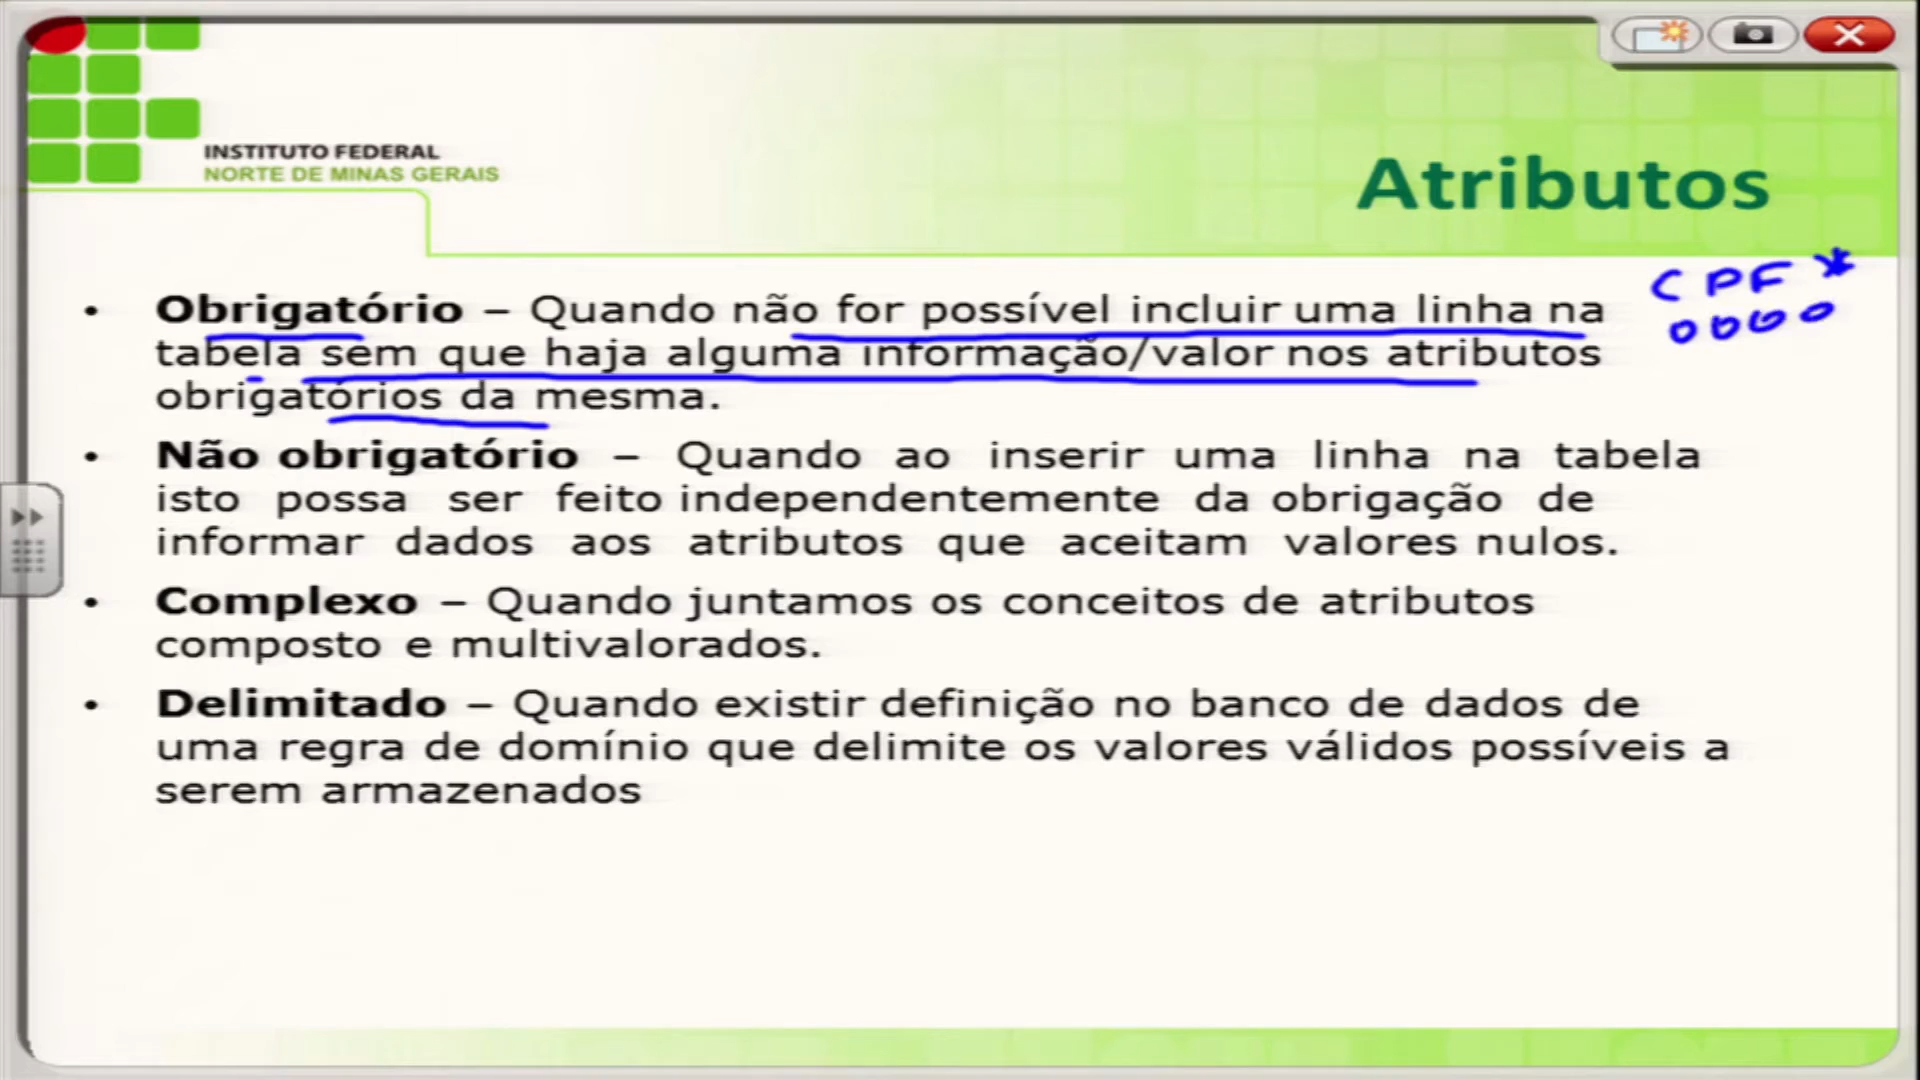 INSTITUTO FEDERAL
NORTE DE MINAS GERAIS
Atributos
CPF *
0000
• Obrigatório – Quando não for possível incluir uma linha na
tabela sem que haja alguma informação/valor nos atributos
obrigatórios da mesma.
• Não obrigatório – Quando ao inserir uma linha na tabela
isto possa ser feito independentemente da obrigação de
informar dados aos atributos que aceitam valores nulos.
• Complexo – Quando juntamos os conceitos de atributos
composto e multivalorados.
• Delimitado – Quando existir definição no banco de dados de
uma regra de domínio que delimite os valores válidos possíveis a
serem armazenados